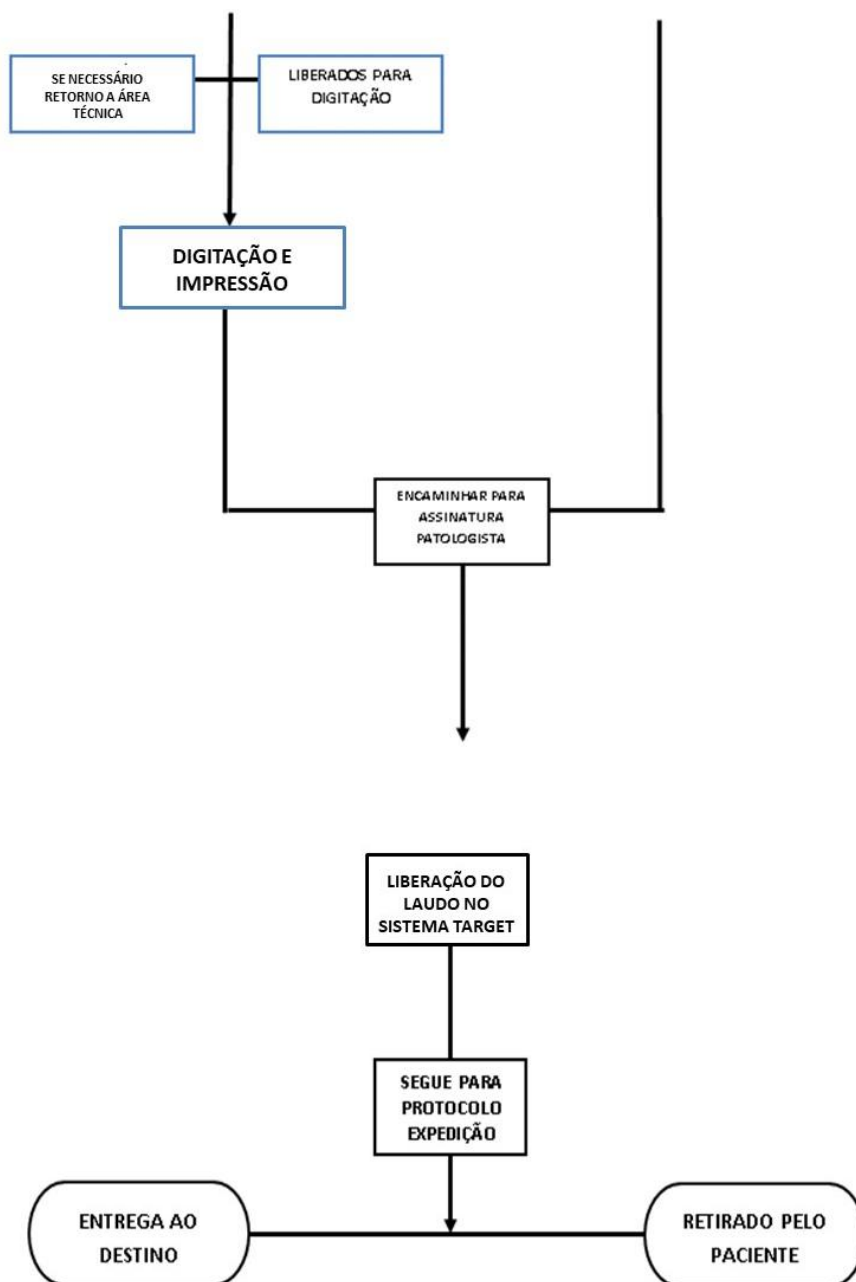 SE NECESSÁRIO
RETORNO A ÁREA
TÉCNICA
LIBERADOS PARA
DIGITAÇÃO
DIGITAÇÃO E
IMPRESSÃO
ENCAMINHAR PARA
ASSINATURA
PATOLOGISTA
LIBERAÇÃO DO
LAUDO NO
SISTEMA TARGET
SEGUE PARA
PROTOCOLO
EXPEDIÇÃO
ENTREGA AO
DESTINO
RETIRADO PELO
PACIENTE